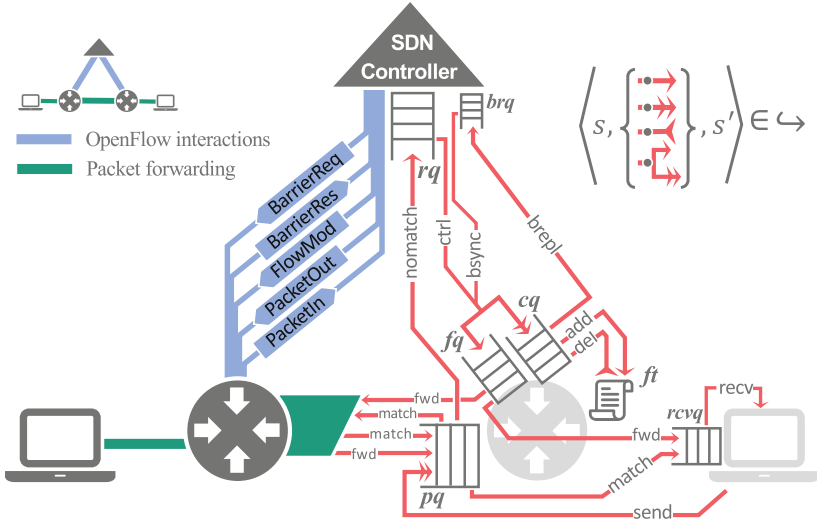 SDN
Controller
brq
rq
⟨s, { }, s′⟩ ∈ ↪
OpenFlow interactions
Packet forwarding
BarrierReq
BarrierRes
FlowMod
PacketOut
PacketIn
nomatch
ctrl
bsync
brepl
cq
fq
add
del
ft
fwd
match
match
fwd
pq
rcvq
recv
fwd
match
send